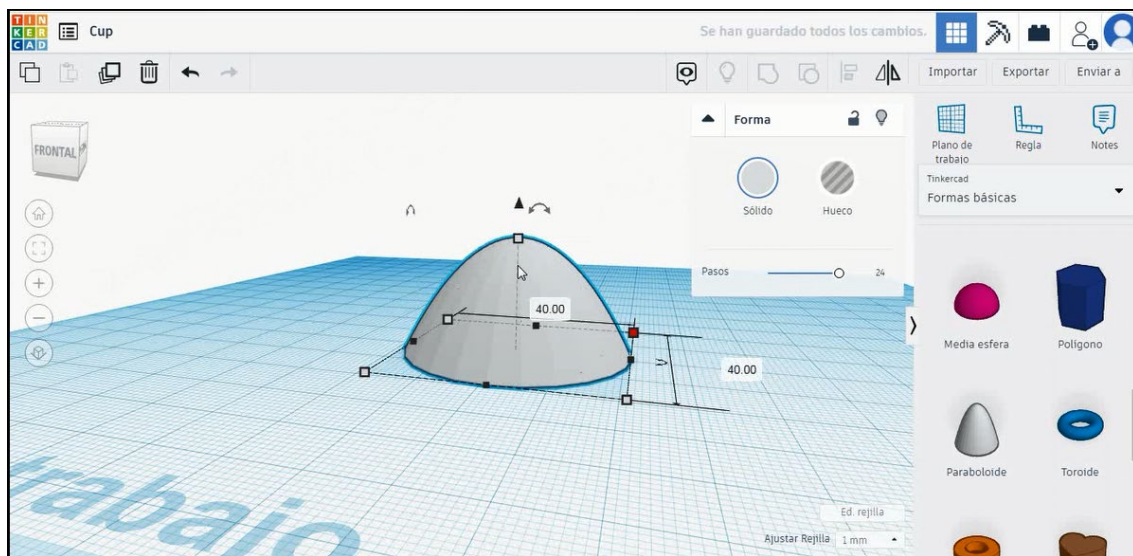 TIN
KER
CAD
Cup
Se han guardado todos los cambios.
Importar
Exportar
Enviar a
FRONTAL
Forma
Sólido
Hueco
Pasos
24
Plano de
trabajo
Regla
Notes
Tinkercad
Formas básicas
40.00
40.00
Media esfera
Polígono
Paraboloide
Toroide
trabajo
Ed. rejilla
Ajustar Rejilla
1 mm